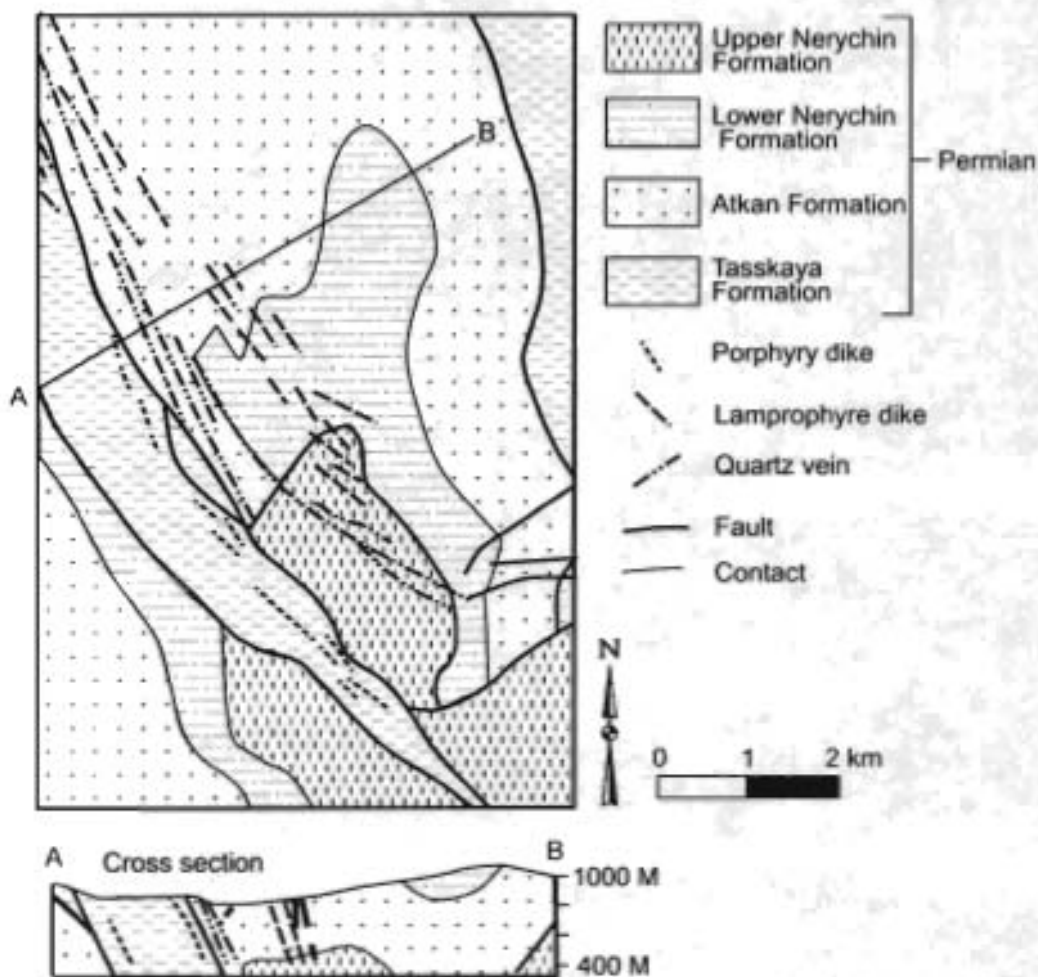 Upper Nerychin
Formation
Lower Nerychin
Formation
Permian
Atkan Formation
Tasskaya
Formation
Porphyry dike
Lamprophyre dike
Quartz vein
Fault
Contact
A
B
N
0 1 2 km
A Cross section B
1000 M
400 M